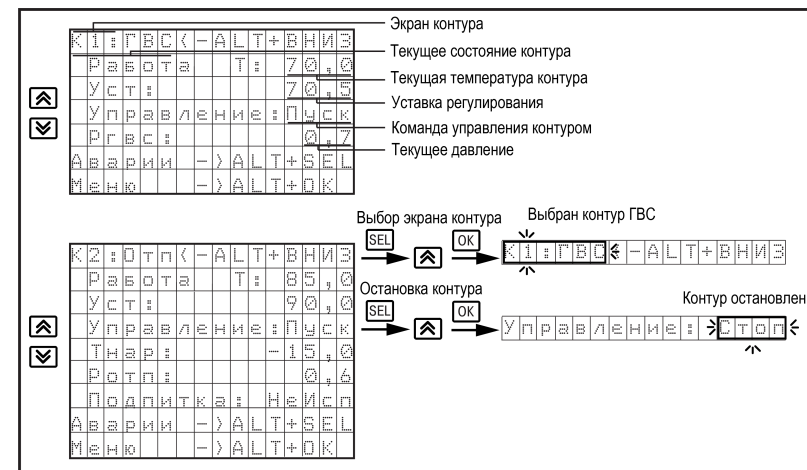 Экран контура
Текущее состояние контура
Текущая температура контура
Уставка регулирования
Команда управления контуром
Текущее давление
К1:ГВС<-ALT+ВНИЗ
Работа Т: 70,0
Уст: 70,5
Управление:Пуск
Ргвс: 0,7
Аварии ->ALT+SEL
Меню ->ALT+OK
Выбор экрана контура
SEL
OK
Выбран контур ГВС
К1:ГВС<-ALT+ВНИЗ
Остановка контура
SEL
OK
Контур остановлен
Управление: Стоп
К2:Отп<-ALT+ВНИЗ
Работа Т: 85,0
Уст: 90,0
Управление:Пуск
Тнар: -15,0
Ротп: 0,6
Подпитка: НеИсп
Аварии ->ALT+SEL
Меню ->ALT+OK